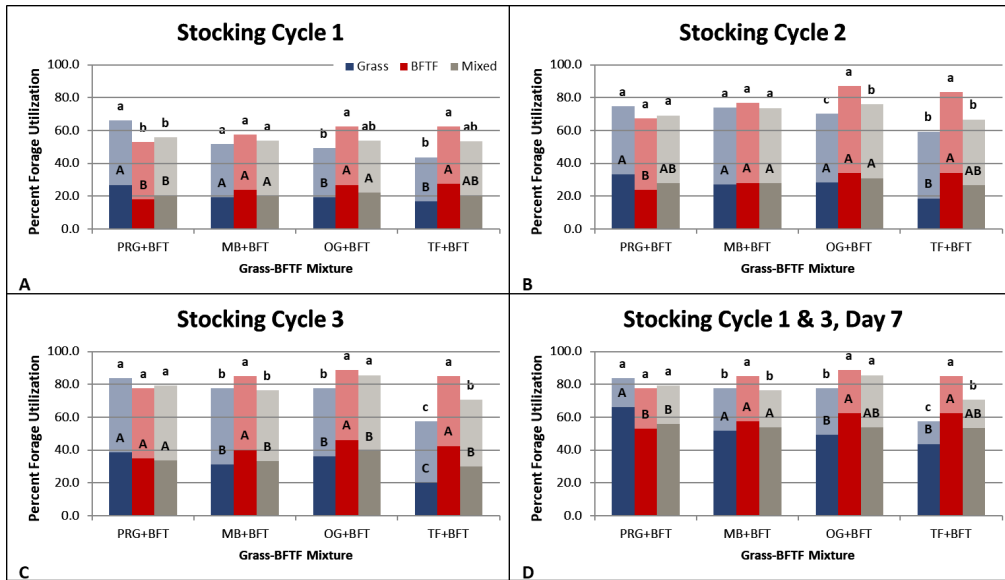 Stocking Cycle 1
Percent Forage Utilization
100.0
80.0
60.0
40.0
20.0
0.0
Grass BFTF Mixed
a b b a a a b a ab b a ab
A B B A A A B A A B A AB
PRG+BFT MB+BFT OG+BFT TF+BFT
Grass-BFTF Mixture
A
Stocking Cycle 2
Percent Forage Utilization
100.0
80.0
60.0
40.0
20.0
0.0
a a a a a a c a b b a b
A B AB A A A A A A B A AB
PRG+BFT MB+BFT OG+BFT TF+BFT
Grass-BFTF Mixture
B
Stocking Cycle 3
Percent Forage Utilization
100.0
80.0
60.0
40.0
20.0
0.0
a a a b a b b a a c a b
A A A B A B B A B C A B
PRG+BFT MB+BFT OG+BFT TF+BFT
Grass-BFTF Mixture
C
Stocking Cycle 1 & 3, Day 7
Percent Forage Utilization
100.0
80.0
60.0
40.0
20.0
0.0
a a a b a b b a a c a b
A B B A A A B A AB B A AB
PRG+BFT MB+BFT OG+BFT TF+BFT
Grass-BFTF Mixture
D